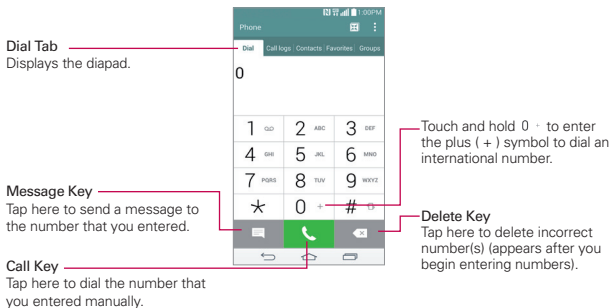 1:00PM
Phone
Dial Call logs Contacts Favorites Groups
0
1
2 ABC 3 DEF
4 GHI 5 JKL 6 MNO
7 PQRS 8 TUV 9 WXYZ
* 0 + #
Dial Tab
Displays the diapad.
Message Key
Tap here to send a message to
the number that you entered.
Call Key
Tap here to dial the number that
you entered manually.
Touch and hold 0 + to enter
the plus ( + ) symbol to dial an
international number.
Delete Key
Tap here to delete incorrect
number(s) (appears after you
begin entering numbers).